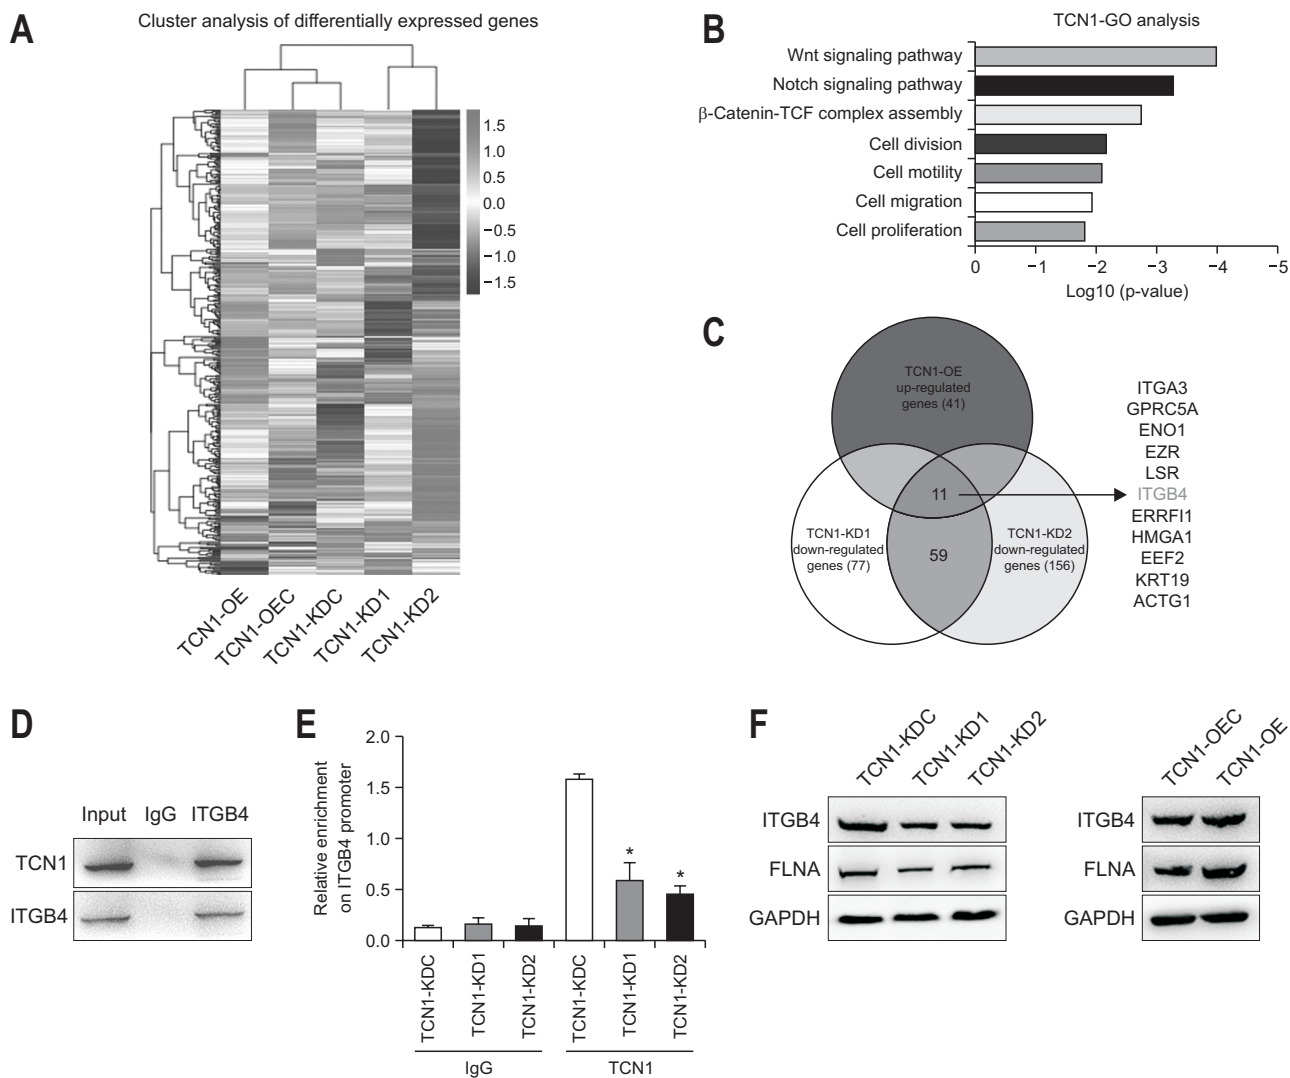 A
Cluster analysis of differentially expressed genes
1.5
1.0
0.5
0.0
−0.5
−1.0
−1.5
TCN1-OE
TCN1-OEC
TCN1-KDC
TCN1-KD1
TCN1-KD2
B
TCN1-GO analysis
Wnt signaling pathway
Notch signaling pathway
β-Catenin-TCF complex assembly
Cell division
Cell motility
Cell migration
Cell proliferation
0 −1 −2 −3 −4 −5
Log10 (p-value)
C
TCN1-OE
up-regulated
genes (41)
11
TCN1-KD1
down-regulated
genes (77)
59
TCN1-KD2
down-regulated
genes (156)
ITGA3
GPRC5A
ENO1
EZR
LSR
ITGB4
ERRFI1
HMGA1
EEF2
KRT19
ACTG1
D
Input IgG ITGB4
TCN1
ITGB4
E
Relative enrichment
on ITGB4 promoter
2.0
1.5
1.0
0.5
0.0
*
*
TCN1-KDC
TCN1-KD1
TCN1-KD2
TCN1-KDC
TCN1-KD1
TCN1-KD2
IgG
TCN1
F
TCN1-KDC
TCN1-KD1
TCN1-KD2
ITGB4
FLNA
GAPDH
TCN1-OEC
TCN1-OE
ITGB4
FLNA
GAPDH